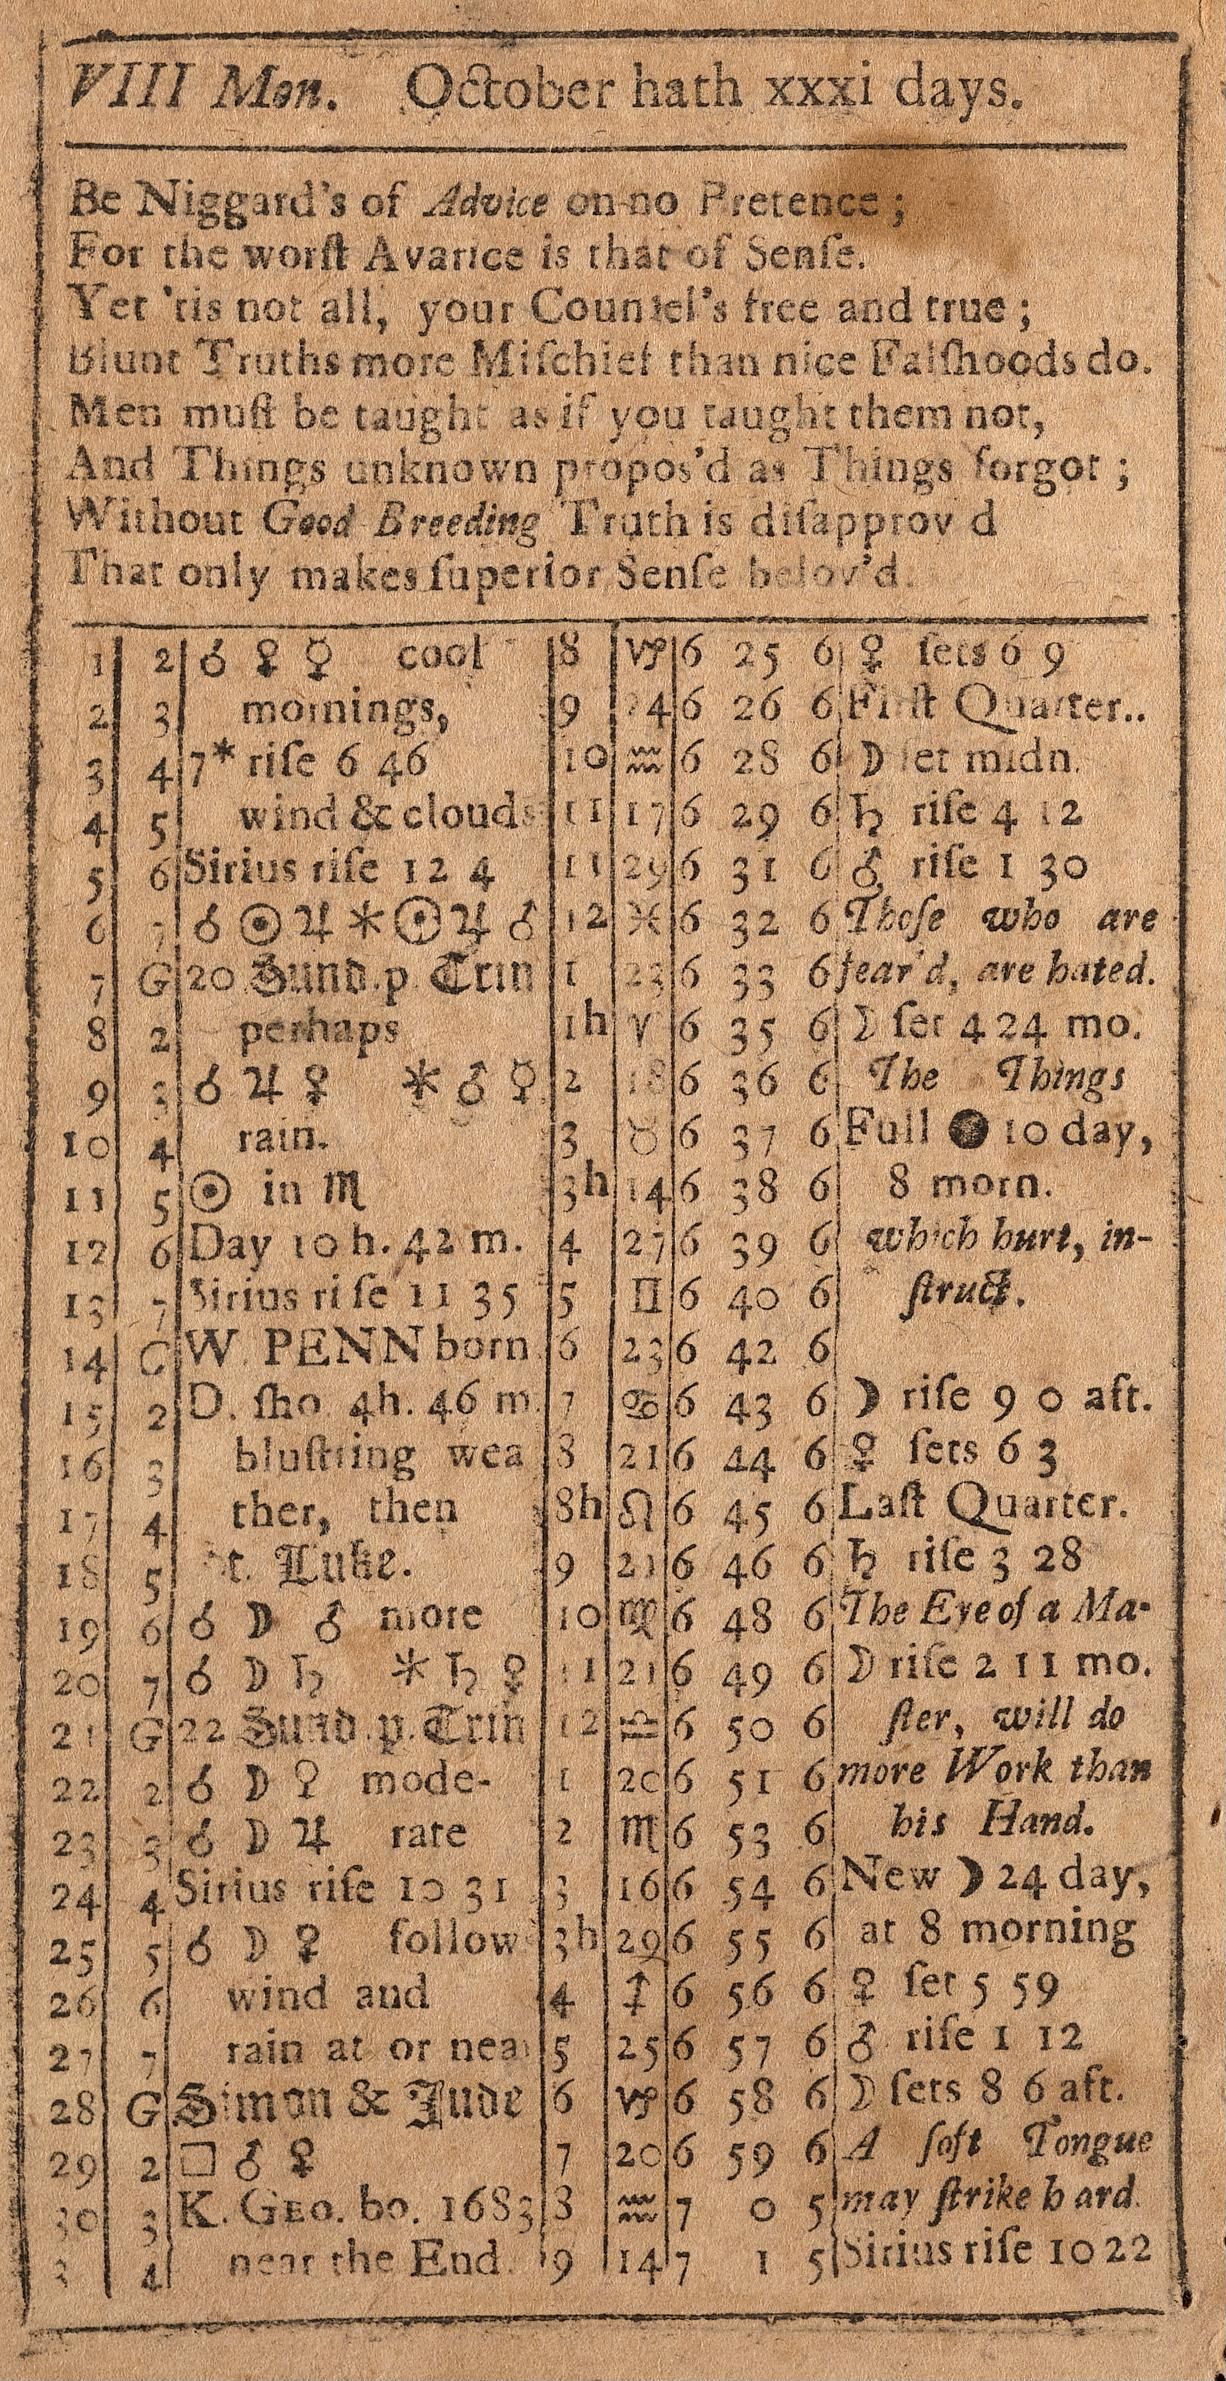 VIII Mon. October hath xxxi days.
Be Niggard's of Advice on no Pretence;
For the worſt Avarice is that of Senſe.
Yet 'tis not all, your Counſel's free and true;
Blunt Truths more Miſchief than nice Falſhoods do.
Men muſt be taught as if you taught them not,
And Things unknown propos'd as Things forgot;
Without Good Breeding Truth is diſapprov d
That only makes ſuperior Senſe belov'd.
1 2 ☌ ♀ ☿ cool 8 ♑ 6 25 6 ♀ ſets 6 9
2 3 mornings, 9 24 6 26 6 Firſt Quarter..
3 4 7* riſe 6 46 10 ♒ 6 28 6 ☽ ſet midn.
4 5 wind & clouds 11 17 6 29 6 ♄ riſe 4 12
5 6 Sirius riſe 12 4 11 29 6 31 6 ♂ riſe 1 30
6 7 ☌ ☉ ♃ ⚹ ☉ ♃ ♂ 12 ♓ 6 32 6 Thoſe who are
7 G 20 Sund. p. Trin 1 23 6 33 6 fear'd, are hated.
8 2 perhaps 1h ♈ 6 35 6 ☽ ſet 4 24 mo.
9 3 ☌ ♃ ♀ ⚹ ♂ ☿ 2 18 6 36 6 The Things
10 4 rain. 3 ♉ 6 37 6 Full ● 10 day,
11 5 ☉ in ♏ 3h 14 6 38 6 8 morn.
12 6 Day 10 h. 42 m. 4 27 6 39 6 which hurt, in-
13 7 Sirius riſe 11 35 5 ♊ 6 40 6 ſtruct.
14 G W. PENN born 6 23 6 42 6
15 2 D. ſho. 4h. 46 m. 7 ♋ 6 43 6 ☽ riſe 9 0 aft.
16 3 bluſtring wea 8 21 6 44 6 ♀ ſets 6 3
17 4 ther, then 8h ♌ 6 45 6 Laſt Quarter.
18 5 St. Luke. 9 21 6 46 6 ♄ riſe 3 28
19 6 ☌ ☽ ♂ more 10 ♍ 6 48 6 The Eye of a Ma-
20 7 ☌ ☽ ♄ ⚹ ♄ ♀ 11 21 6 49 6 ☽ riſe 2 11 mo.
21 G 22 Sund. p. Trin 12 ♎ 6 50 6 ſter, will do
22 2 ☌ ☽ ☿ mode- 1 20 6 51 6 more Work than
23 3 ☌ ☽ ♃ rate 2 ♏ 6 53 6 his Hand.
24 4 Sirius riſe 10 31 3 16 6 54 6 New ☽ 24 day,
25 5 ☌ ☽ ♀ follow 3h 29 6 55 6 at 8 morning
26 6 wind and 4 ♐ 6 56 6 ♀ ſet 5 59
27 7 rain at or near 5 25 6 57 6 ♂ riſe 1 12
28 G Simon & Jude 6 ♑ 6 58 6 ☽ ſets 8 6 aft.
29 2 □ ♂ ♀ 7 20 6 59 6 A ſoft Tongue
30 3 K. GEO. bo. 1683 8 ♒ 7 0 5 may ſtrike hard.
3 4 near the End. 9 14 7 1 5 Sirius riſe 10 22